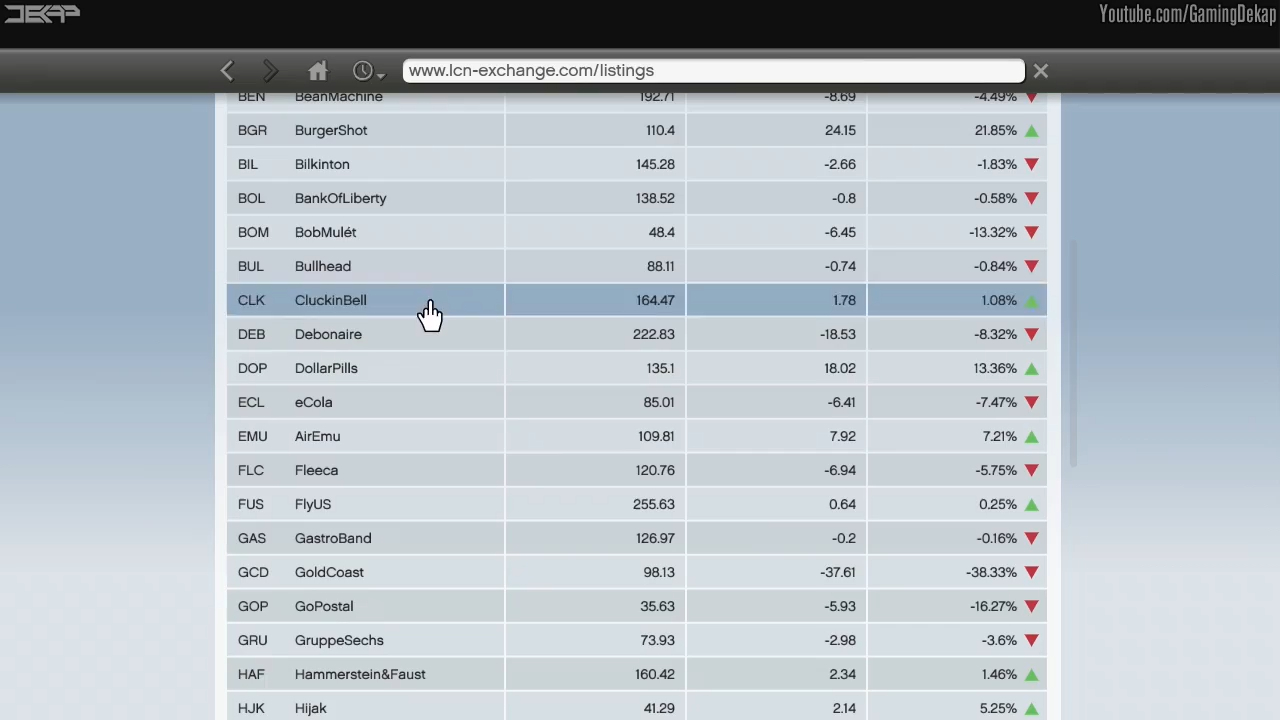 DEKAP
Youtube.com/GamingDekap
www.lcn-exchange.com/listings
BEN BeanMachine 192.71 -8.69 -4.49%
BGR BurgerShot 110.4 24.15 21.85%
BIL Bilkinton 145.28 -2.66 -1.83%
BOL BankOfLiberty 138.52 -0.8 -0.58%
BOM BobMulét 48.4 -6.45 -13.32%
BUL Bullhead 88.11 -0.74 -0.84%
CLK CluckinBell 164.47 1.78 1.08%
DEB Debonaire 222.83 -18.53 -8.32%
DOP DollarPills 135.1 18.02 13.36%
ECL eCola 85.01 -6.41 -7.47%
EMU AirEmu 109.81 7.92 7.21%
FLC Fleeca 120.76 -6.94 -5.75%
FUS FlyUS 255.63 0.64 0.25%
GAS GastroBand 126.97 -0.2 -0.16%
GCD GoldCoast 98.13 -37.61 -38.33%
GOP GoPostal 35.63 -5.93 -16.27%
GRU GruppeSechs 73.93 -2.98 -3.6%
HAF Hammerstein&Faust 160.42 2.34 1.46%
HJK Hijak 41.29 2.14 5.25%